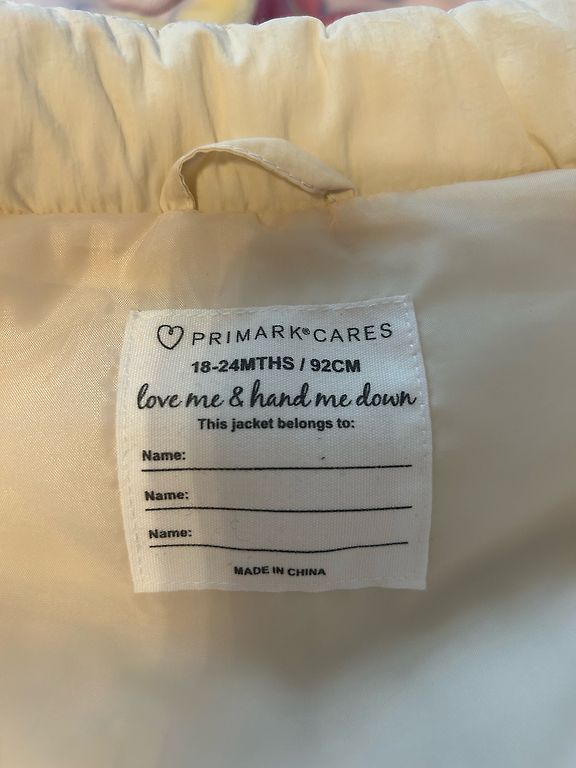 PRIMARK® CARES
18-24MTHS / 92CM
love me & hand me down
This jacket belongs to:
Name:
Name:
Name:
MADE IN CHINA